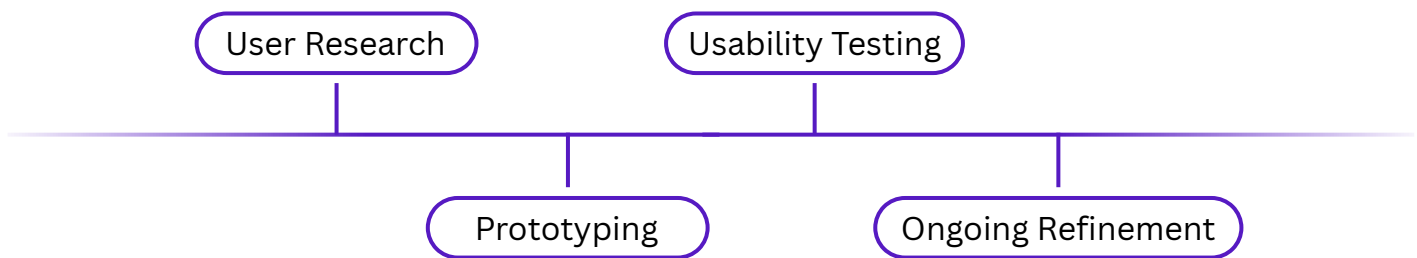 User Research
Usability Testing
Prototyping
Ongoing Refinement